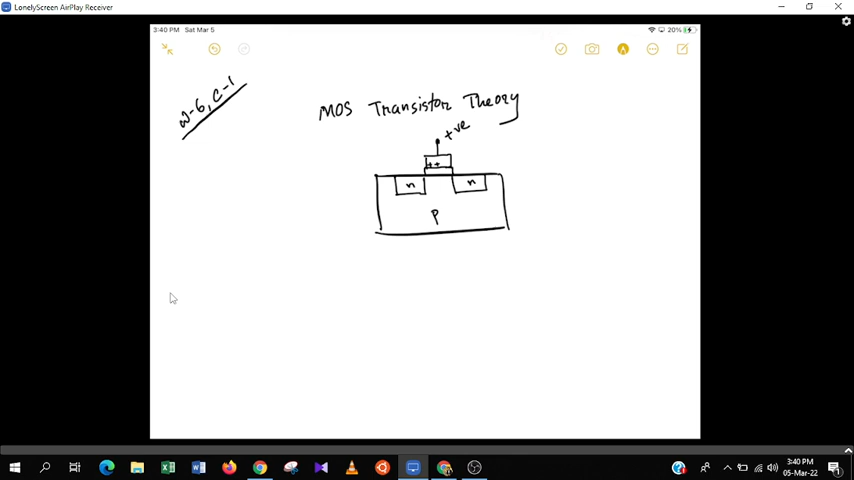 LonelyScreen AirPlay Receiver
3:40 PM Sat Mar 5
20%
W-6, C-1
MOS Transistor Theory
+ve
++
n n
P
3:40 PM
05-Mar-22